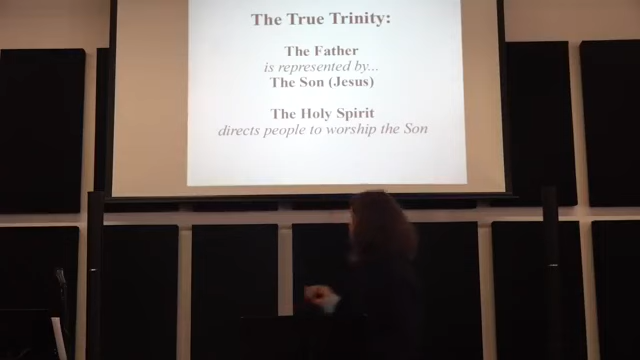 The True Trinity:
The Father
is represented by...
The Son (Jesus)
The Holy Spirit
directs people to worship the Son